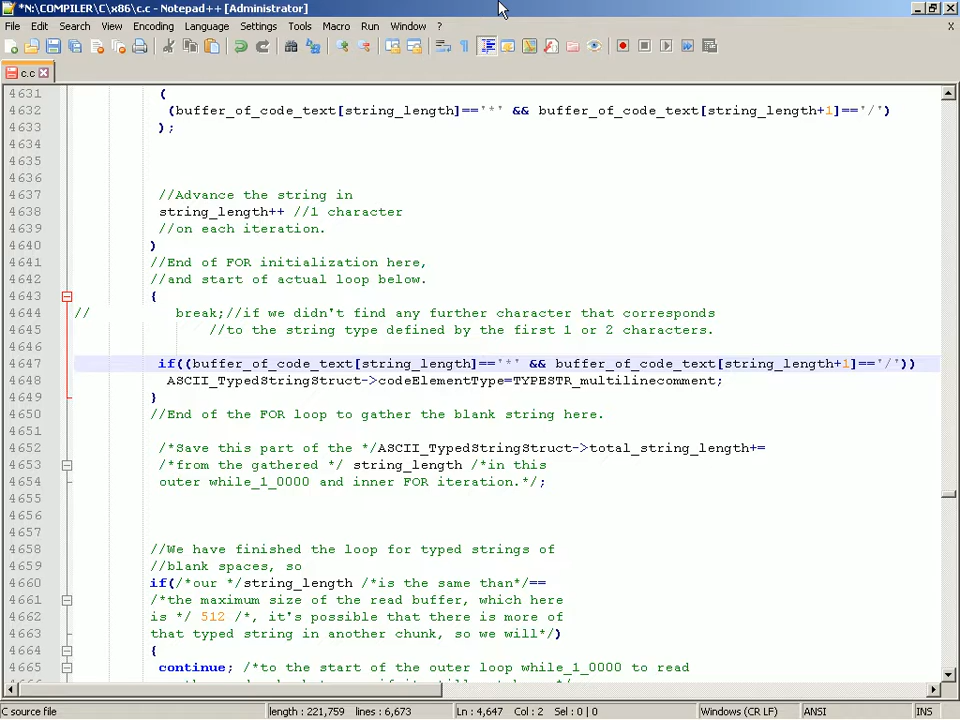 *N:\COMPILER\C\x86\c.c - Notepad++ [Administrator]
File Edit Search View Encoding Language Settings Tools Macro Run Window ? X
c.c
4631 (
4632 (buffer_of_code_text[string_length]=='*' && buffer_of_code_text[string_length+1]=='/')
4633 );
4634
4635
4636
4637 //Advance the string in
4638 string_length++ //1 character
4639 //on each iteration.
4640 )
4641 //End of FOR initialization here,
4642 //and start of actual loop below.
4643 {
4644 // break;//if we didn't find any further character that corresponds
4645 //to the string type defined by the first 1 or 2 characters.
4646
4647 if((buffer_of_code_text[string_length]=='*' && buffer_of_code_text[string_length+1]=='/'))
4648 ASCII_TypedStringStruct->codeElementType=TYPESTR_multilinecomment;
4649 }
4650 //End of the FOR loop to gather the blank string here.
4651
4652 /*Save this part of the */ASCII_TypedStringStruct->total_string_length+=
4653 /*from the gathered */ string_length /*in this
4654 outer while_1_0000 and inner FOR iteration.*/;
4655
4656
4657
4658 //We have finished the loop for typed strings of
4659 //blank spaces, so
4660 if(/*our */string_length /*is the same than*/==
4661 /*the maximum size of the read buffer, which here
4662 is */ 512 /*, it's possible that there is more of
4663 that typed string in another chunk, so we will*/)
4664 {
4665 continue; /*to the start of the outer loop while_1_0000 to read
C source file length : 221,759 lines : 6,673 Ln : 4,647 Col : 2 Sel : 0 | 0 Windows (CR LF) ANSI INS